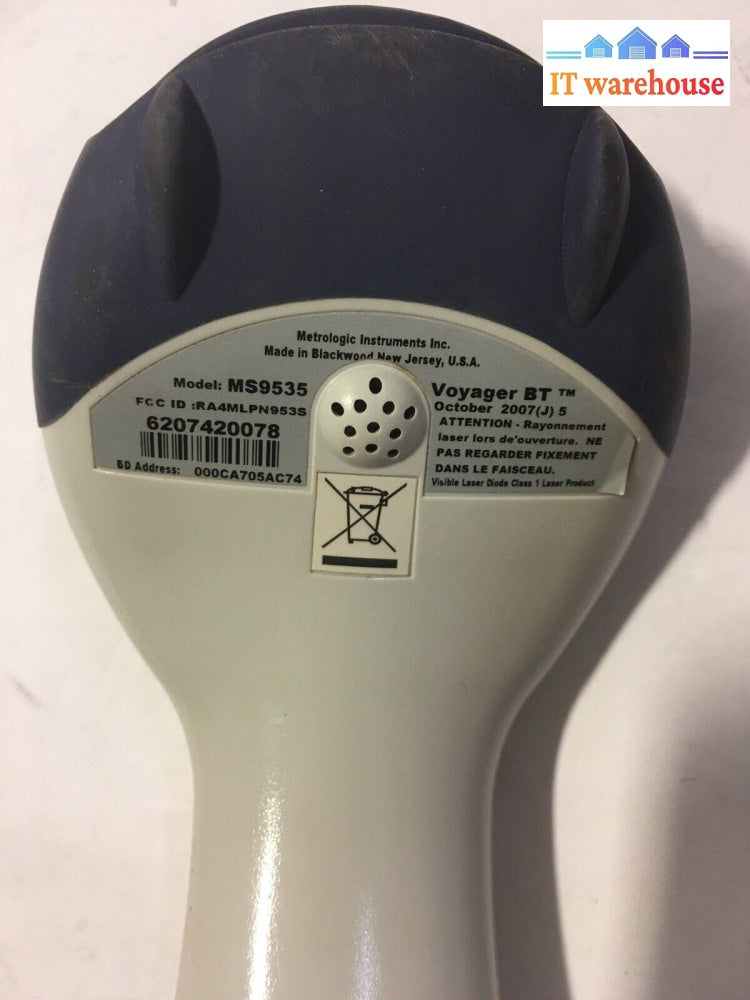 IT warehouse
Metrologic Instruments Inc.
Made in Blackwood New Jersey, U.S.A.
Model: MS9535
FCC ID :RA4MLPN953S
6207420078
BD Address: 000CA705AC74
Voyager BT ™
October 2007(J) 5
ATTENTION - Rayonnement
laser lors de'ouverture. NE
PAS REGARDER FIXEMENT
DANS LE FAISCEAU.
Visible Laser Diode Class 1 Laser Product